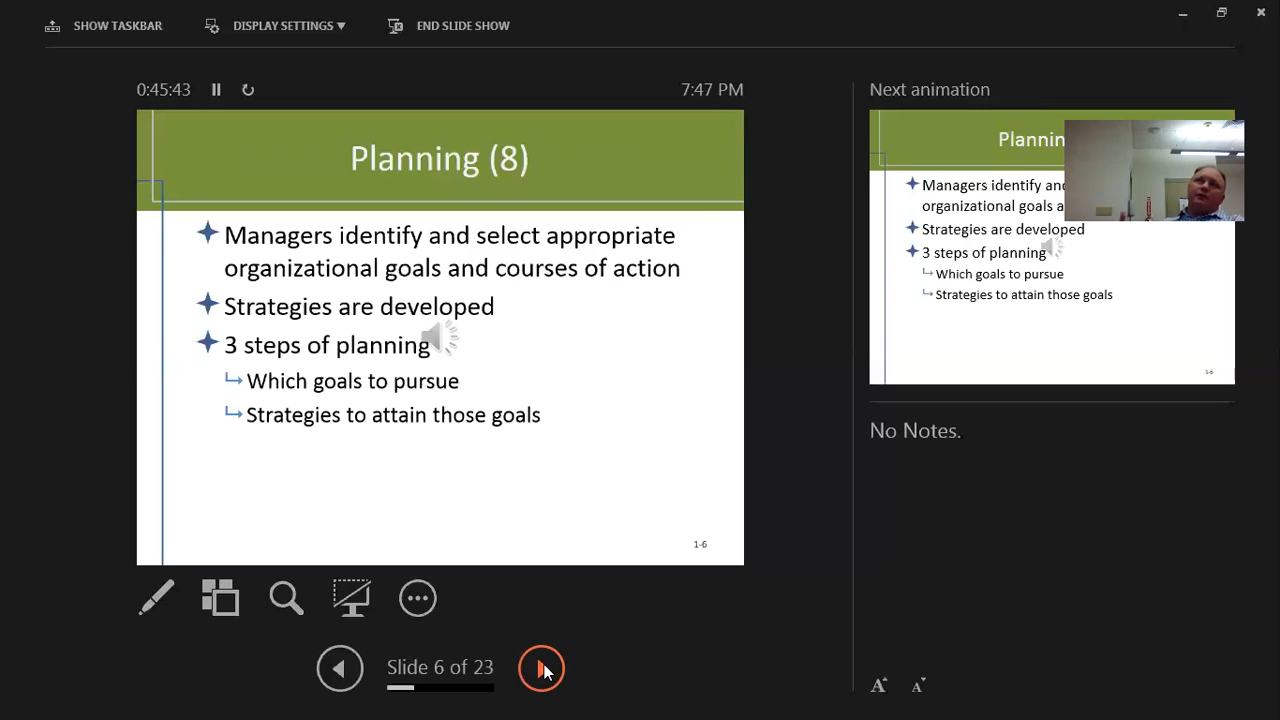 SHOW TASKBAR
DISPLAY SETTINGS ▼
END SLIDE SHOW
0:45:43
7:47 PM
Planning (8)
Managers identify and select appropriate
organizational goals and courses of action
Strategies are developed
3 steps of planning
Which goals to pursue
Strategies to attain those goals
1-6
Slide 6 of 23
Next animation
Managers identify
organizational goals
Strategies are developed
3 steps of planning
Which goals to pursue
Strategies to attain those goals
1-6
No Notes.
A
A